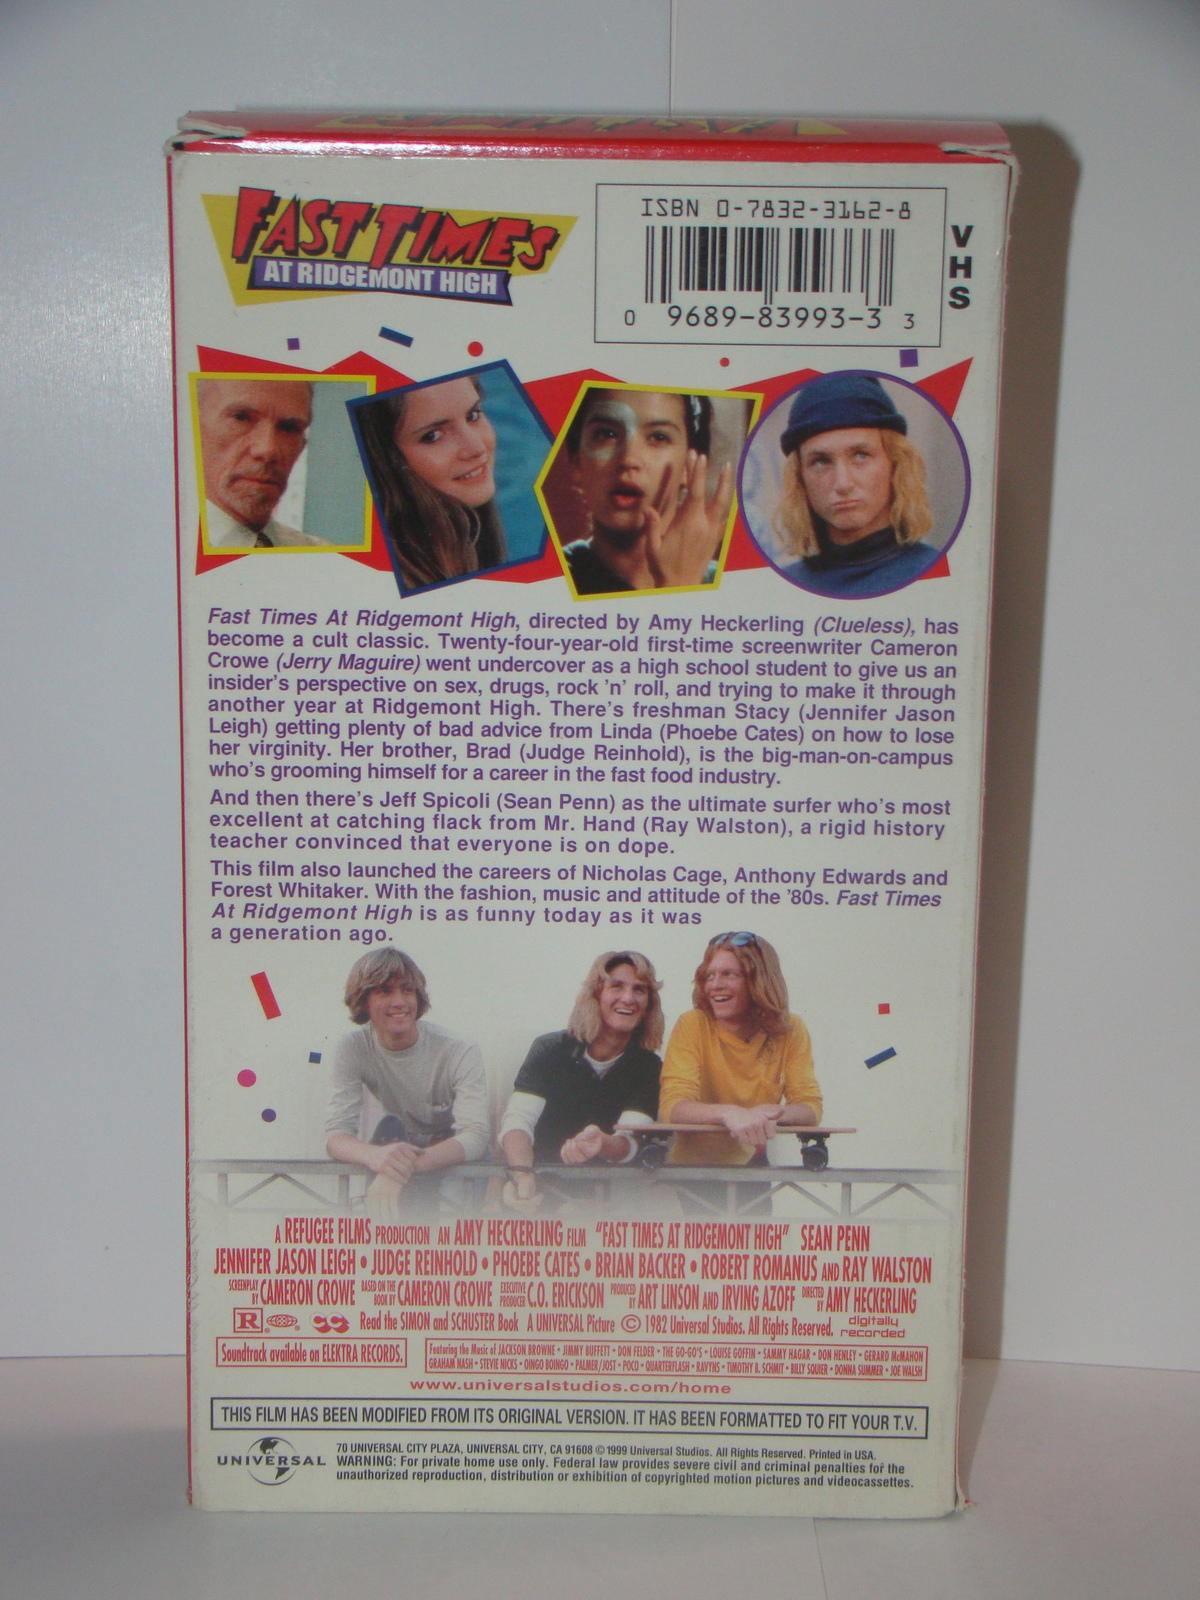 FAST TIMES
AT RIDGEMONT HIGH
ISBN 0-7832-3162-8
0 9689-83993-3 3
VHS
Fast Times At Ridgemont High, directed by Amy Heckerling (Clueless), has
become a cult classic. Twenty-four-year-old first-time screenwriter Cameron
Crowe (Jerry Maguire) went undercover as a high school student to give us an
insider's perspective on sex, drugs, rock 'n' roll, and trying to make it through
another year at Ridgemont High. There's freshman Stacy (Jennifer Jason
Leigh) getting plenty of bad advice from Linda (Phoebe Cates) on how to lose
her virginity. Her brother, Brad (Judge Reinhold), is the big-man-on-campus
who's grooming himself for a career in the fast food industry.
And then there's Jeff Spicoli (Sean Penn) as the ultimate surfer who's most
excellent at catching flack from Mr. Hand (Ray Walston), a rigid history
teacher convinced that everyone is on dope.
This film also launched the careers of Nicholas Cage, Anthony Edwards and
Forest Whitaker. With the fashion, music and attitude of the '80s. Fast Times
At Ridgemont High is as funny today as it was
a generation ago.
A REFUGEE FILMS PRODUCTION AN AMY HECKERLING FILM "FAST TIMES AT RIDGEMONT HIGH" SEAN PENN
JENNIFER JASON LEIGH • JUDGE REINHOLD • PHOEBE CATES • BRIAN BACKER • ROBERT ROMANUS AND RAY WALSTON
SCREENPLAY BY CAMERON CROWE BASED ON THE BOOK BY CAMERON CROWE EXECUTIVE PRODUCER C.O. ERICKSON PRODUCED BY ART LINSON AND IRVING AZOFF DIRECTED BY AMY HECKERLING
R CC Read the SIMON and SCHUSTER Book A UNIVERSAL Picture © 1982 Universal Studios. All Rights Reserved. digitally recorded
Soundtrack available on ELEKTRA RECORDS.
Featuring the Music of JACKSON BROWNE • JIMMY BUFFETT • DON FELDER • THE GO-GO'S • LOUISE GOFFIN • SAMMY HAGAR • DON HENLEY • GERARD McMAHON
GRAHAM NASH • STEVIE NICKS • OINGO BOINGO • PALMER/JOST • POCO • QUARTERFLASH • RAVYNS • TIMOTHY B. SCHMIT • BILLY SQUIER • DONNA SUMMER • JOE WALSH
www.universalstudios.com/home
THIS FILM HAS BEEN MODIFIED FROM ITS ORIGINAL VERSION. IT HAS BEEN FORMATTED TO FIT YOUR T.V.
UNIVERSAL
70 UNIVERSAL CITY PLAZA, UNIVERSAL CITY, CA 91608 © 1999 Universal Studios. All Rights Reserved. Printed in USA.
WARNING: For private home use only. Federal law provides severe civil and criminal penalties for the
unauthorized reproduction, distribution or exhibition of copyrighted motion pictures and videocassettes.